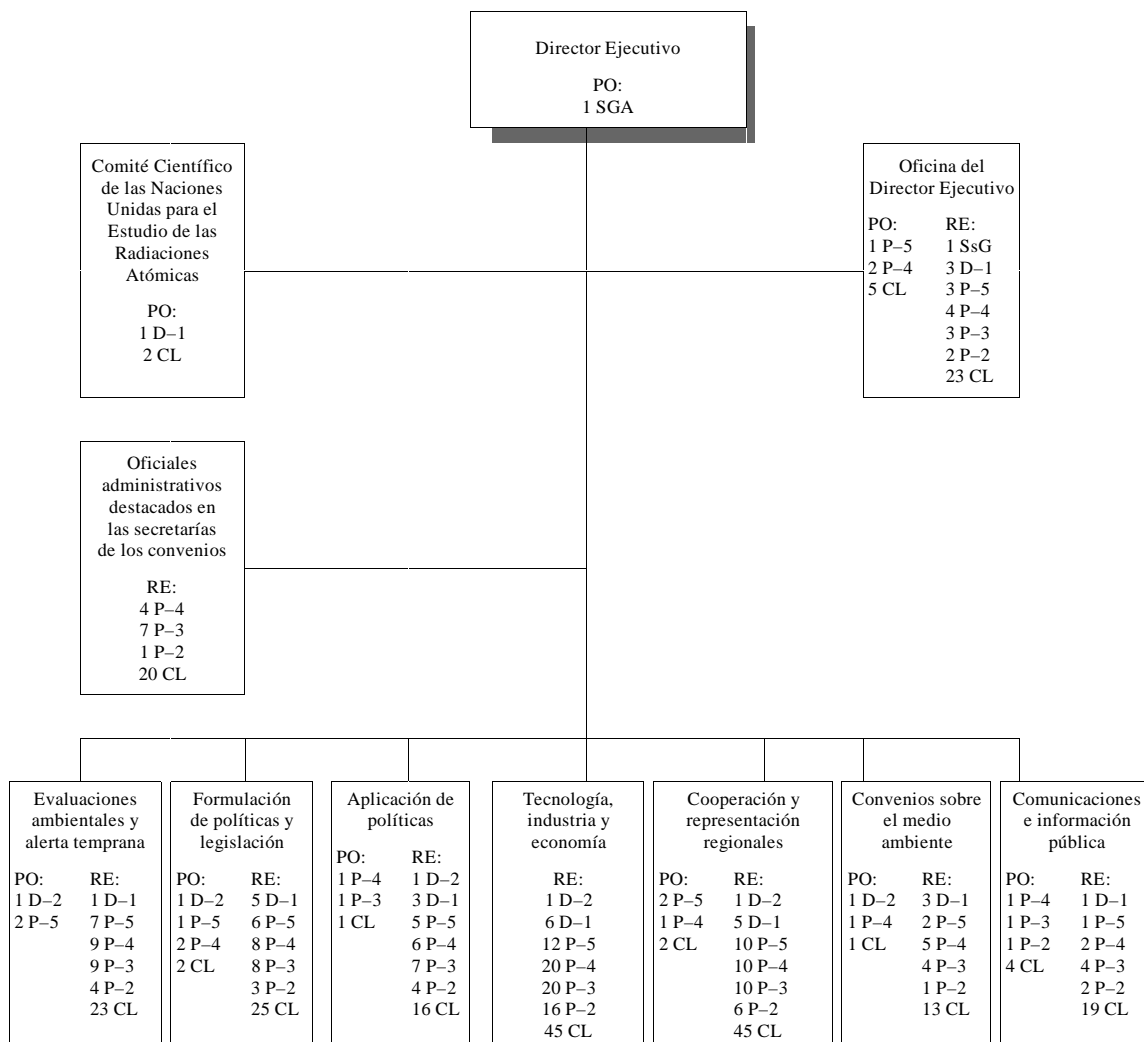 Director Ejecutivo
PO:
1 SGA
Comité Científico
de las Naciones
Unidas para el
Estudio de las
Radiaciones
Atómicas
PO:
1 D–1
2 CL
Oficina del
Director Ejecutivo
PO:
1 P–5
2 P–4
5 CL
RE:
1 SsG
3 D–1
3 P–5
4 P–4
3 P–3
2 P–2
23 CL
Oficiales
administrativos
destacados en
las secretarías
de los convenios
RE:
4 P–4
7 P–3
1 P–2
20 CL
Evaluaciones
ambientales y
alerta temprana
PO:
1 D–2
2 P–5
RE:
1 D–1
7 P–5
9 P–4
9 P–3
4 P–2
23 CL
Formulación
de políticas y
legislación
PO:
1 D–2
1 P–5
2 P–4
2 CL
RE:
5 D–1
6 P–5
8 P–4
8 P–3
3 P–2
25 CL
Aplicación de
políticas
PO:
1 P–4
1 P–3
1 CL
RE:
1 D–2
3 D–1
5 P–5
6 P–4
7 P–3
4 P–2
16 CL
Tecnología,
industria y
economía
RE:
1 D–2
6 D–1
12 P–5
20 P–4
20 P–3
16 P–2
45 CL
Cooperación y
representación
regionales
PO:
2 P–5
1 P–4
2 CL
RE:
1 D–2
5 D–1
10 P–5
10 P–4
10 P–3
6 P–2
45 CL
Convenios sobre
el medio
ambiente
PO:
1 D–2
1 P–4
1 CL
RE:
3 D–1
2 P–5
5 P–4
4 P–3
1 P–2
13 CL
Comunicaciones
e información
pública
PO:
1 P–4
1 P–3
1 P–2
4 CL
RE:
1 D–1
1 P–5
2 P–4
4 P–3
2 P–2
19 CL